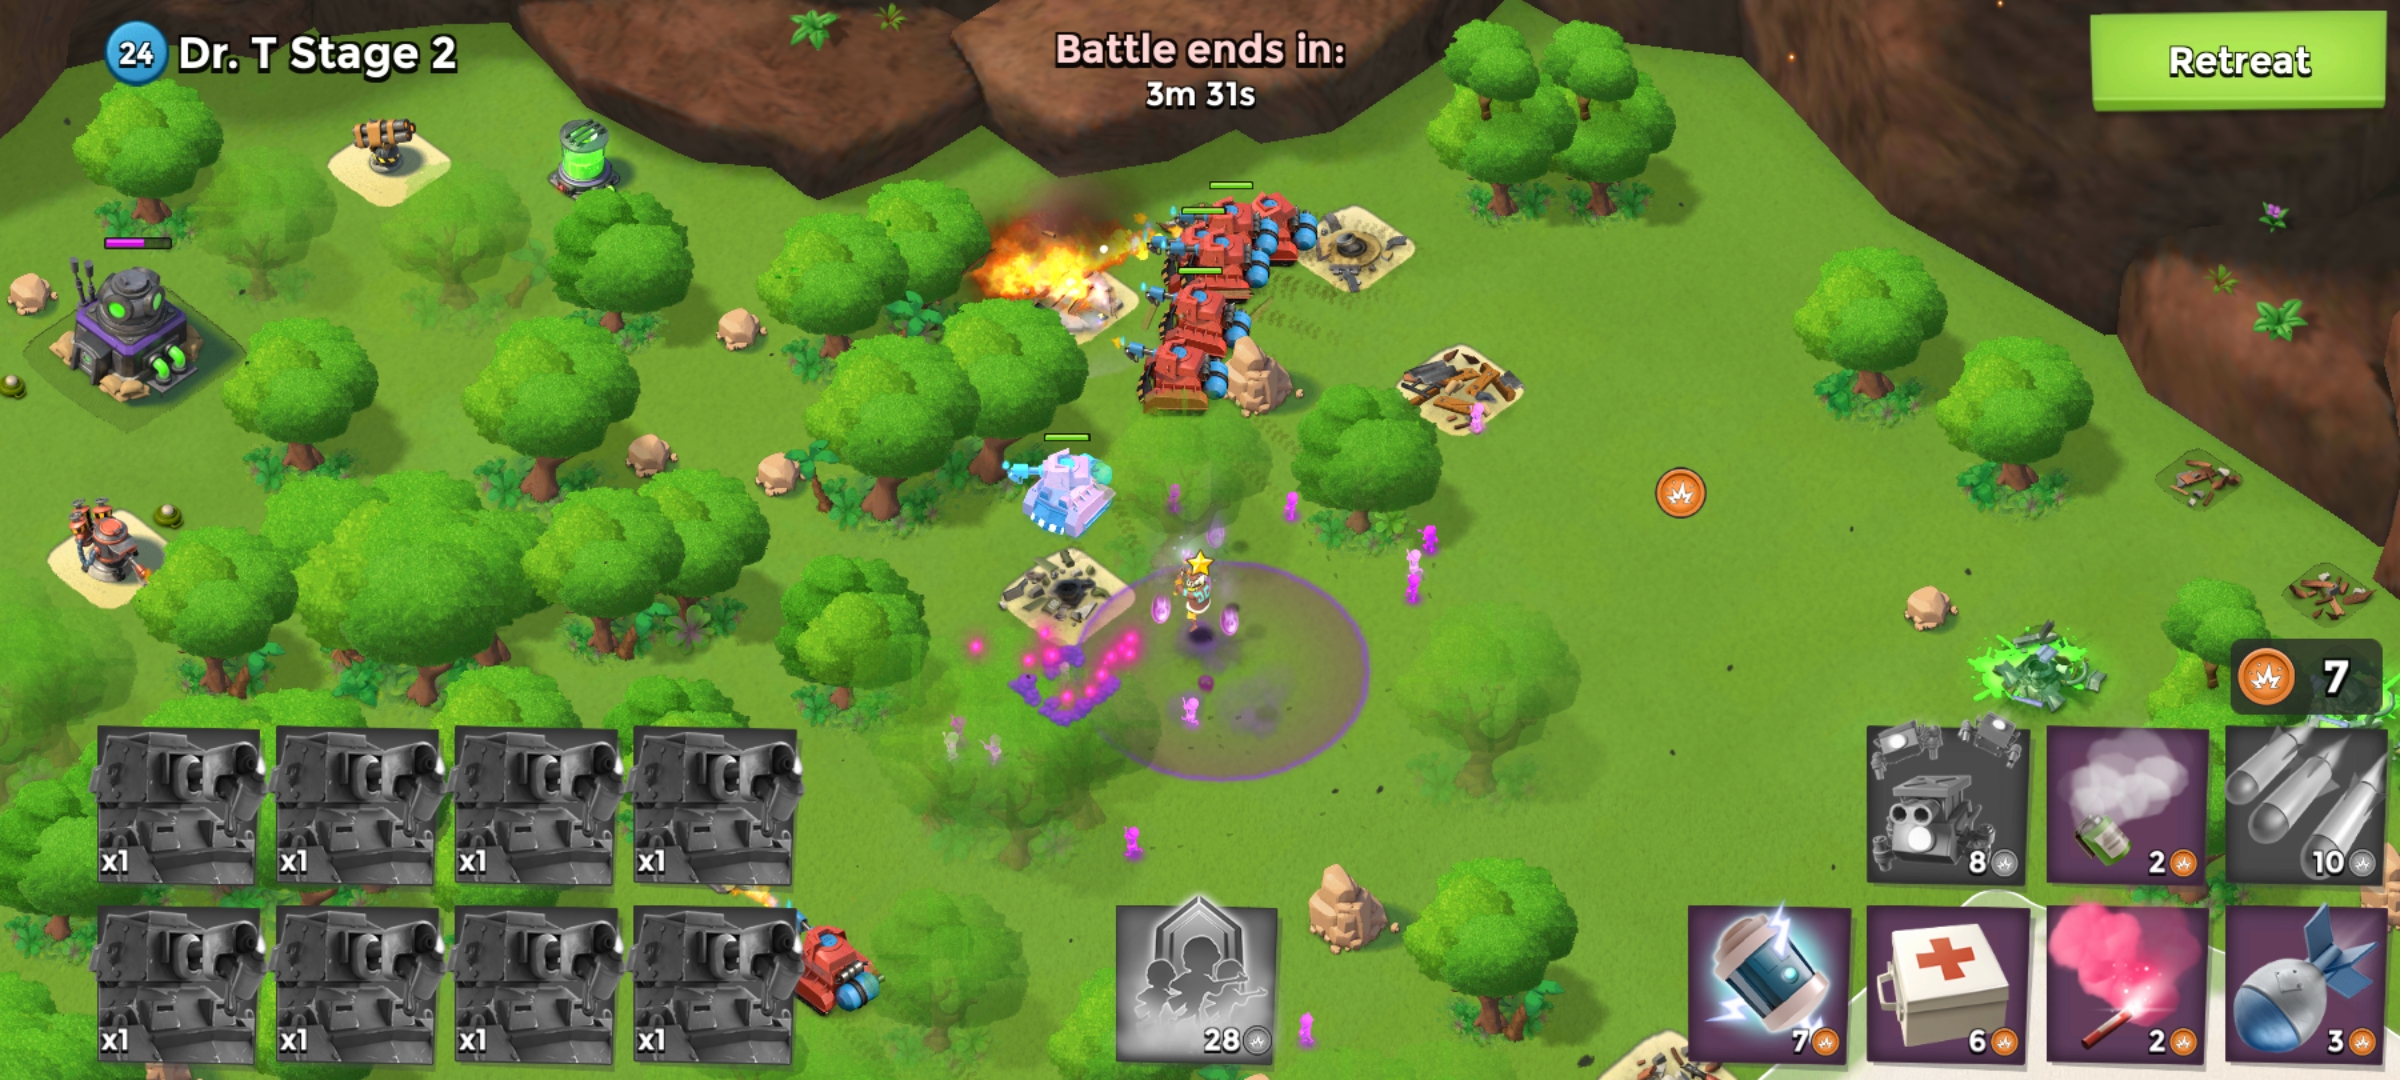 24 Dr. T Stage 2
Battle ends in:
3m 31s
Retreat
7
x1 x1 x1 x1
8 2 10
x1 x1 x1 x1
28
7 6 2 3